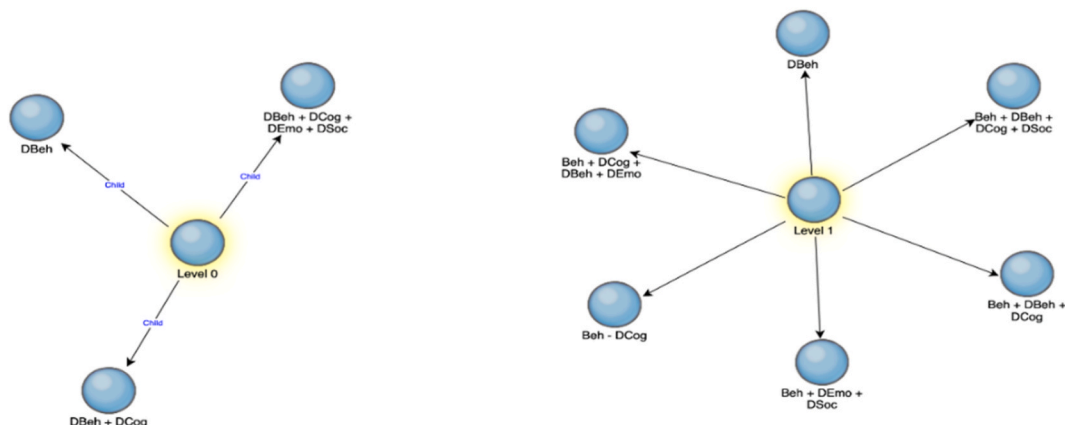 DBeh
DBeh + DCog +
DEmo + DSoc
Child
Child
Level 0
Child
DBeh + DCog
DBeh
Beh + DBeh +
DCog + DSoc
Beh + DCog +
DBeh + DEmo
Level 1
Beh - DCog
Beh + DBeh +
DCog
Beh + DEmo +
DSoc